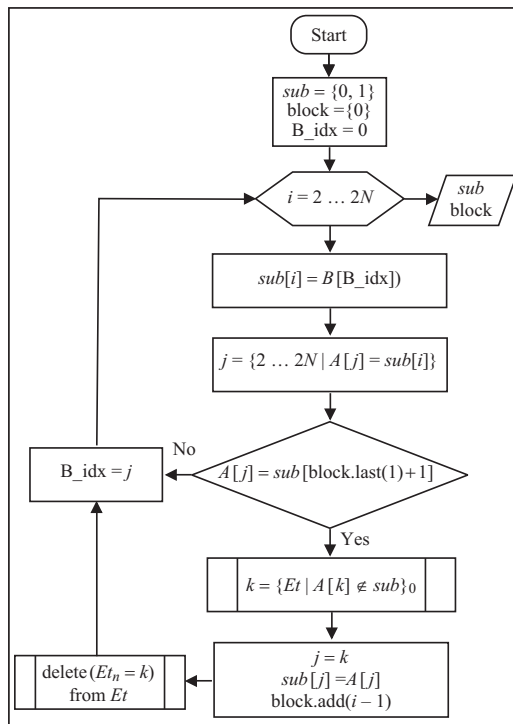 Start
sub = {0, 1}
block ={0}
B_idx = 0
i = 2 … 2N
sub
block
sub[i] = B[B_idx])
j = {2 … 2N | A[j] = sub[i]}
No
B_idx = j
A[j] = sub[block.last(1)+1]
Yes
k = {Et | A[k] ∉ sub}₀
j = k
sub[j] =A[j]
block.add(i − 1)
delete (Etₙ = k)
from Et